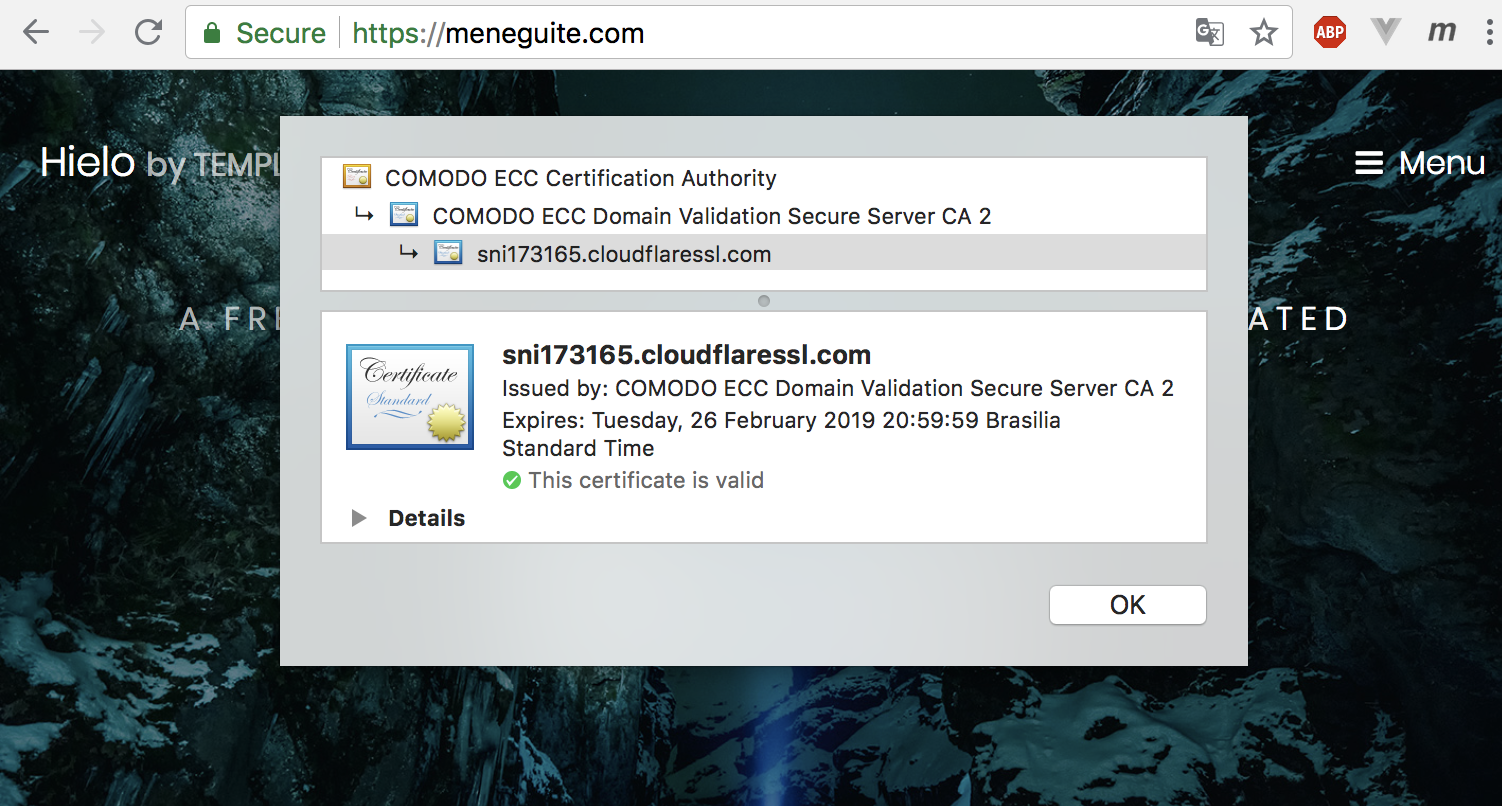 Secure https://meneguite.com
ABP
m
Hielo by TEMPL
Menu
COMODO ECC Certification Authority
COMODO ECC Domain Validation Secure Server CA 2
sni173165.cloudflaressl.com
A FRE
ATED
Certificate
Standard
sni173165.cloudflaressl.com
Issued by: COMODO ECC Domain Validation Secure Server CA 2
Expires: Tuesday, 26 February 2019 20:59:59 Brasilia
Standard Time
This certificate is valid
Details
OK